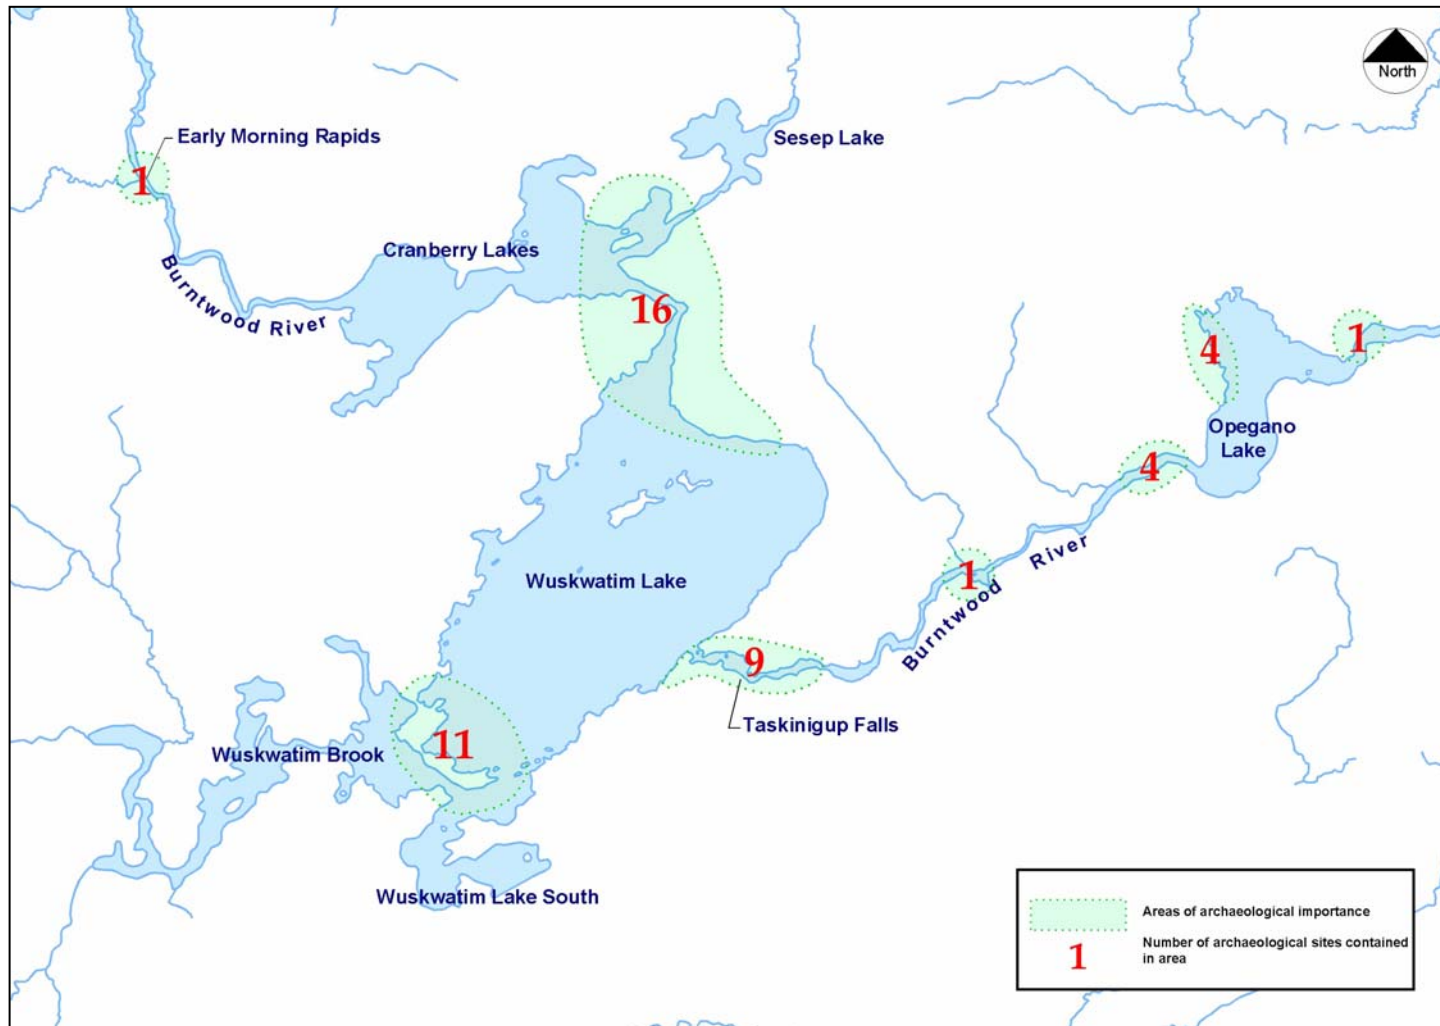 North
Early Morning Rapids
Sesep Lake
1
Cranberry Lakes
Burntwood River
16
4
1
Opegano
Lake
4
Wuskwatim Lake
1
Burntwood River
9
Taskinigup Falls
11
Wuskwatim Brook
Wuskwatim Lake South
Areas of archaeological importance
1
Number of archaeological sites contained
in area